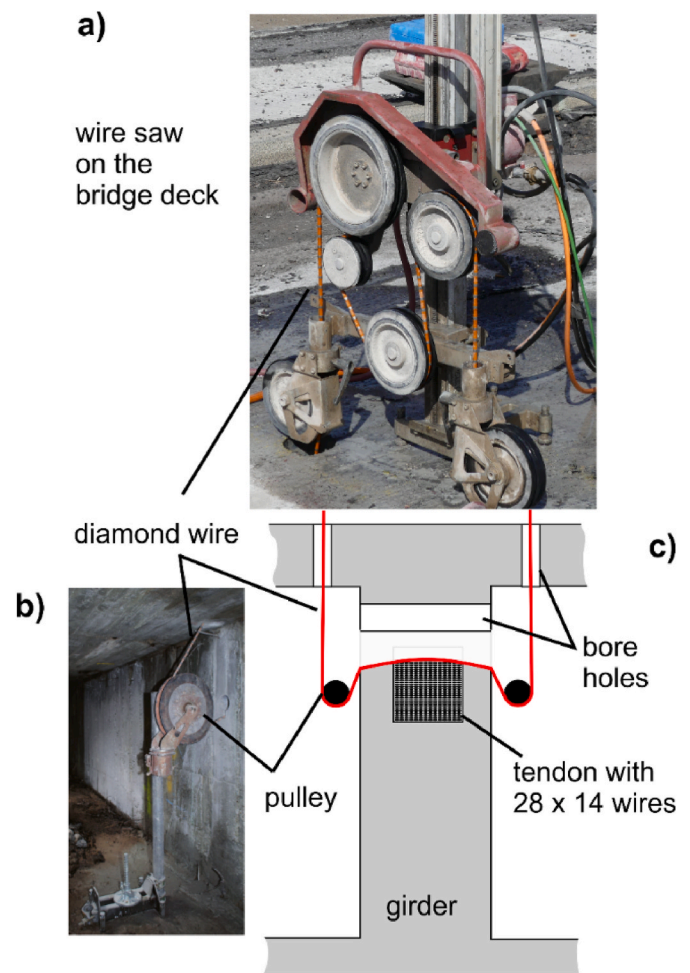 a)
wire saw
on the
bridge deck
diamond wire
c)
b)
bore
holes
pulley
tendon with
28 x 14 wires
girder